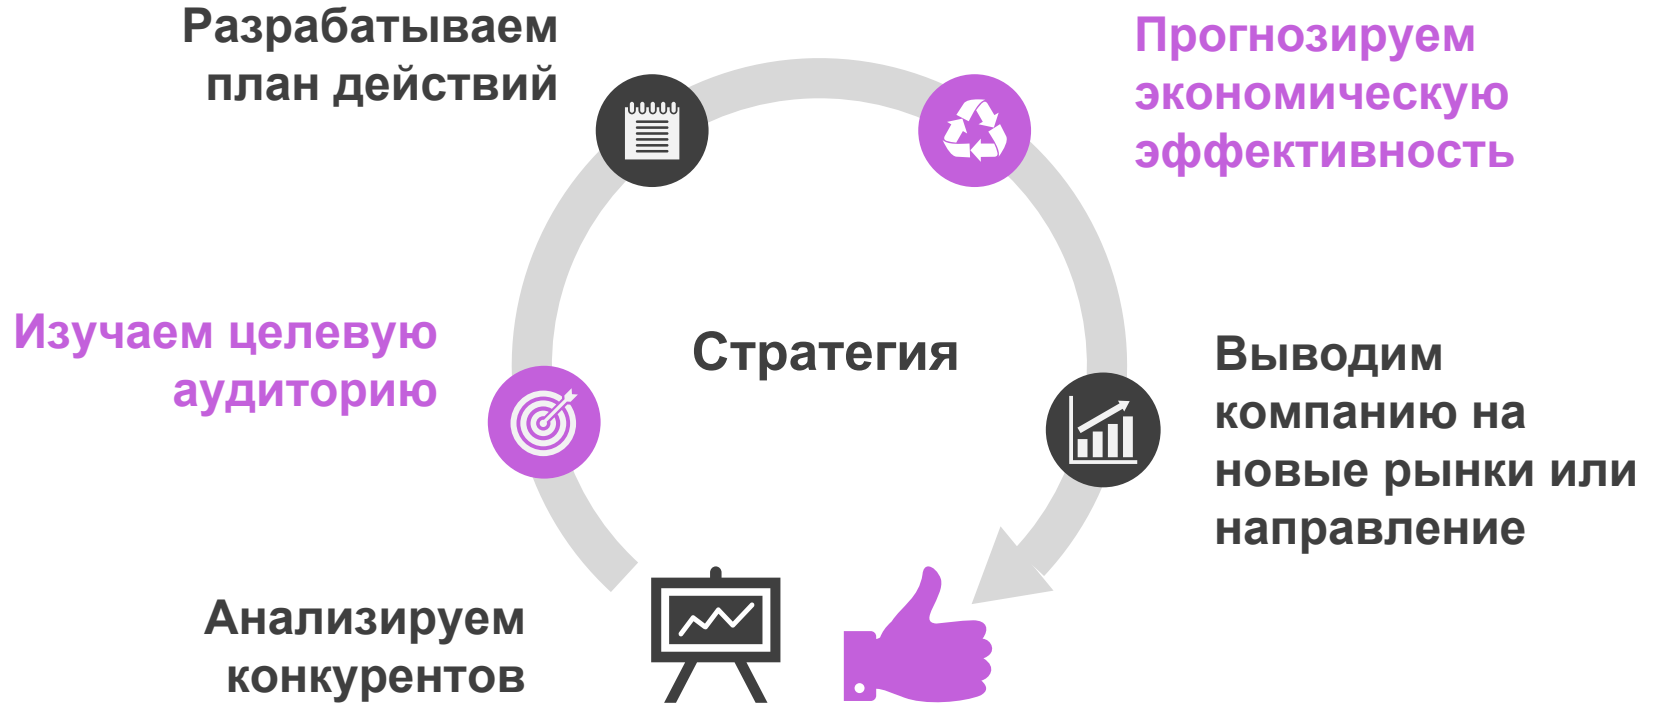 Разрабатываем
план действий
Прогнозируем
экономическую
эффективность
Изучаем целевую
аудиторию
Стратегия
Выводим
компанию на
новые рынки или
направление
Анализируем
конкурентов